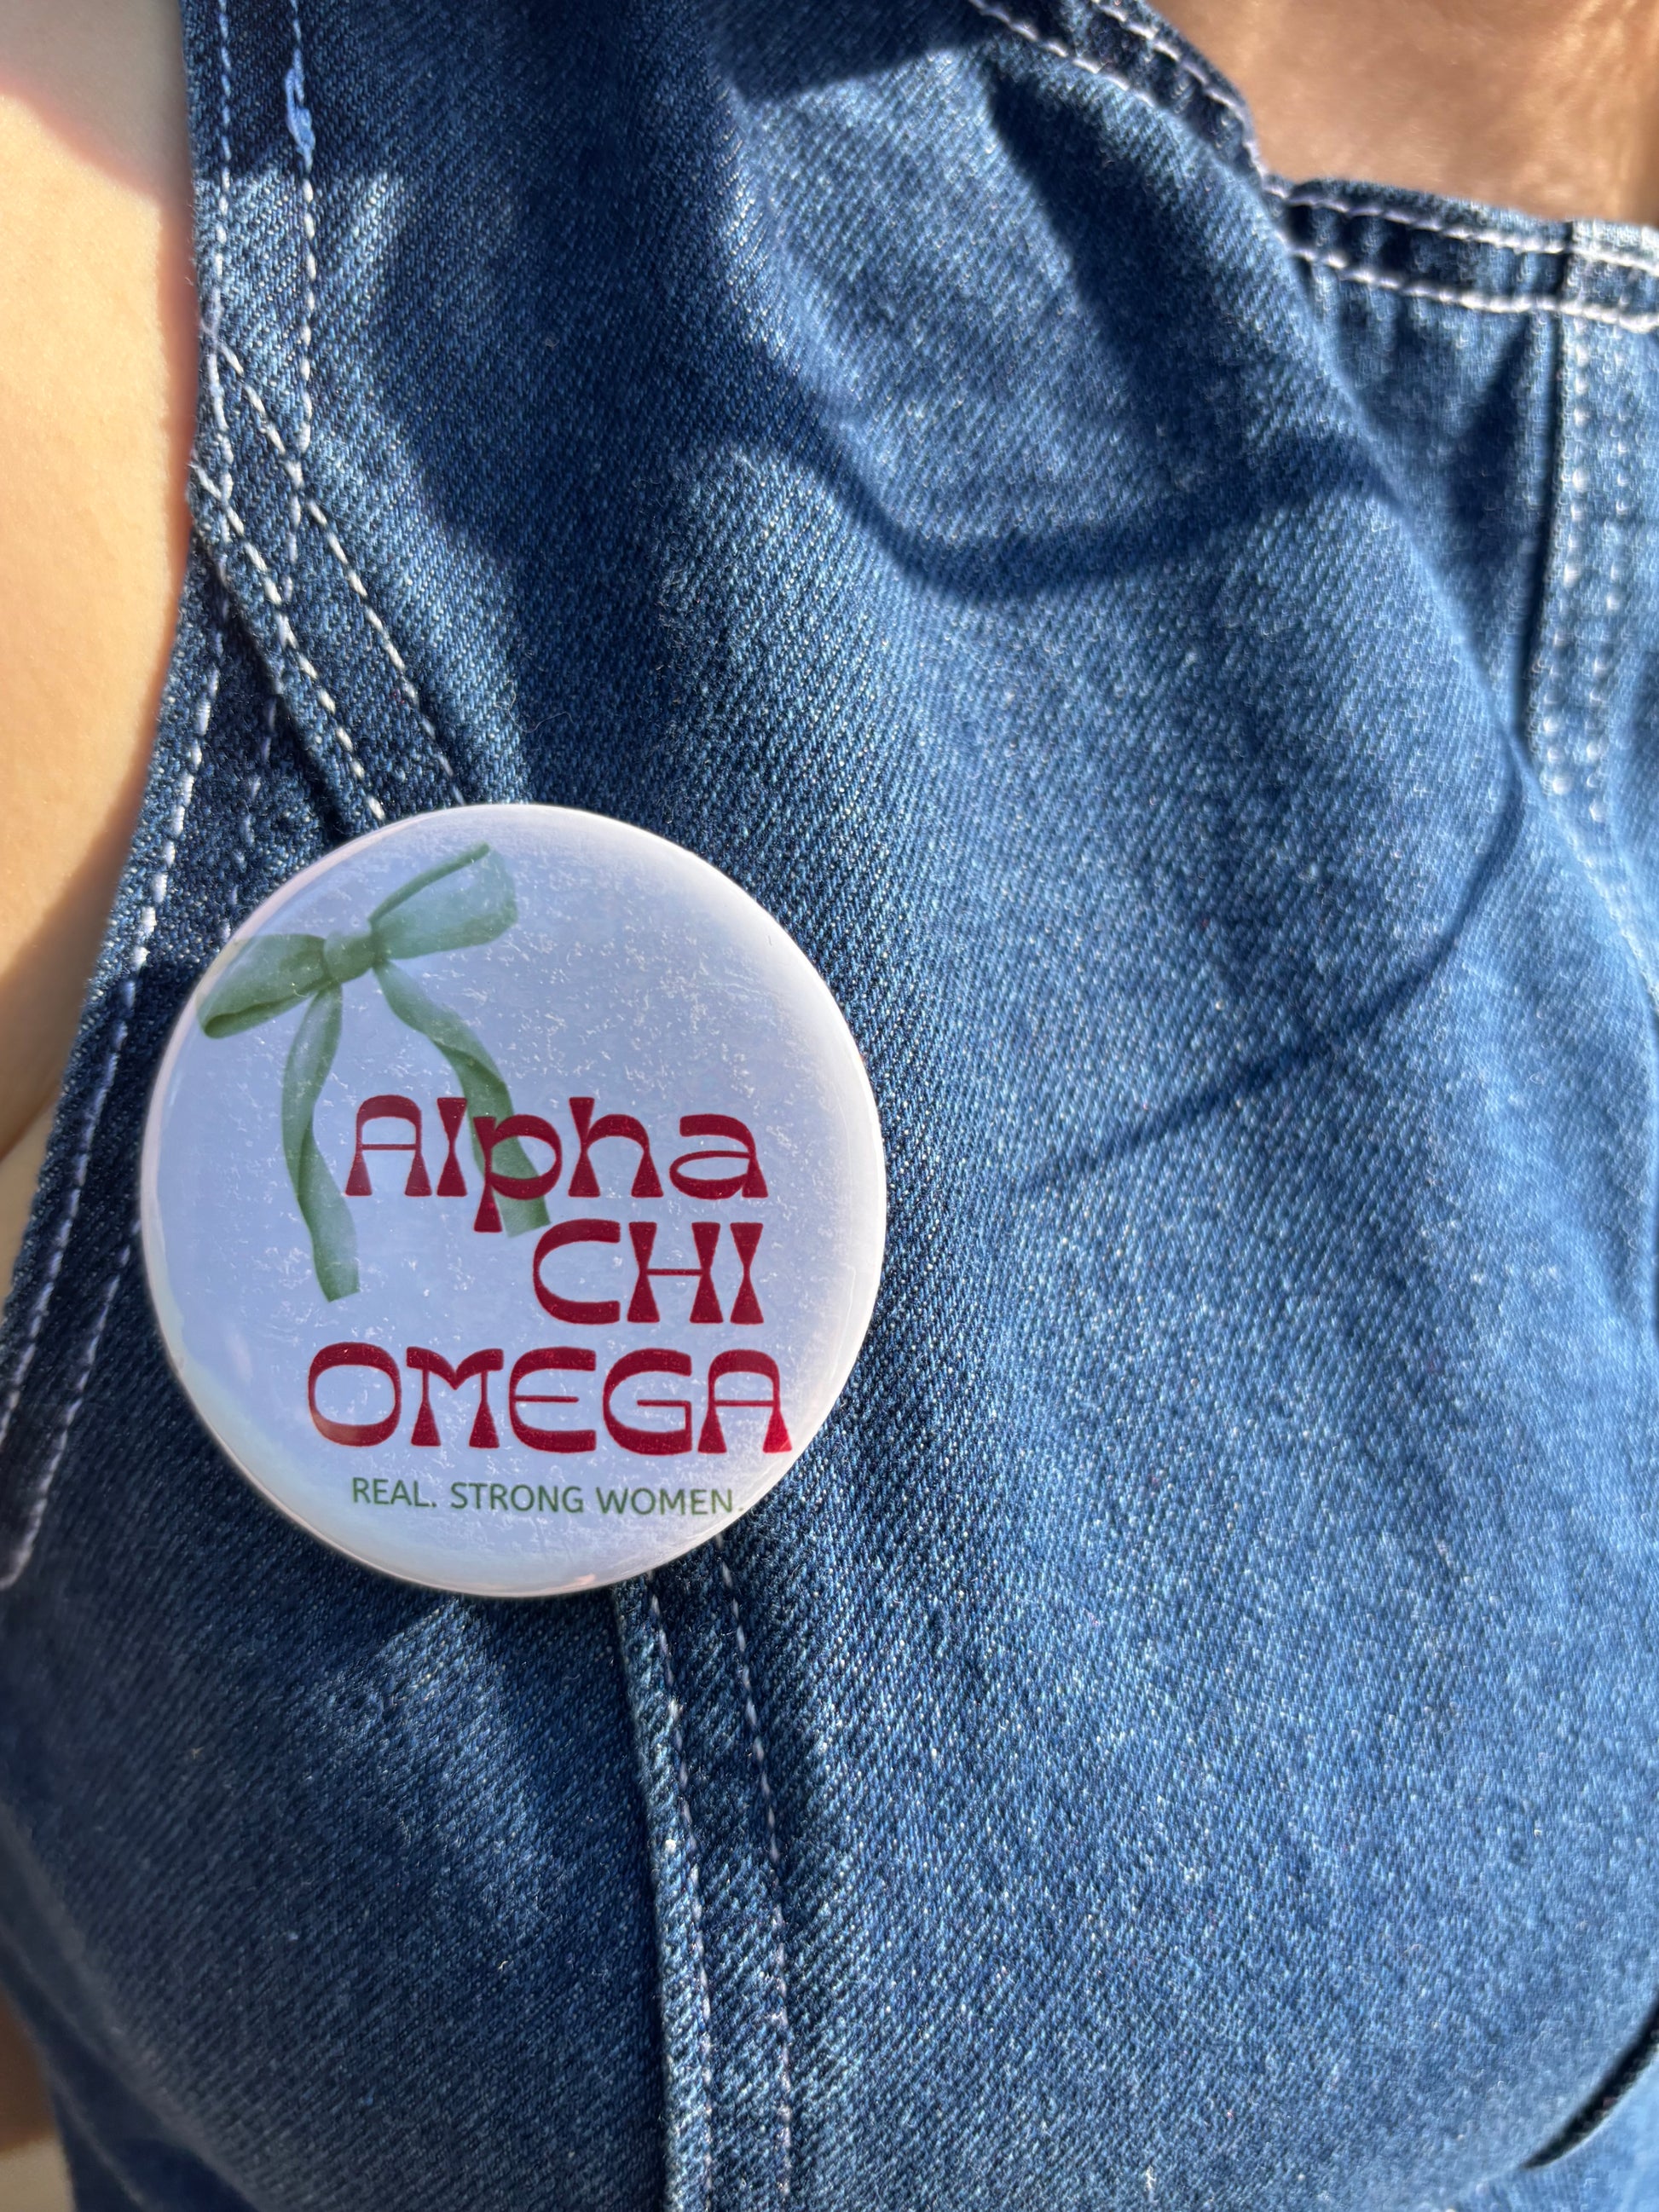 Alpha
CHI
OMEGA
REAL. STRONG WOMEN.